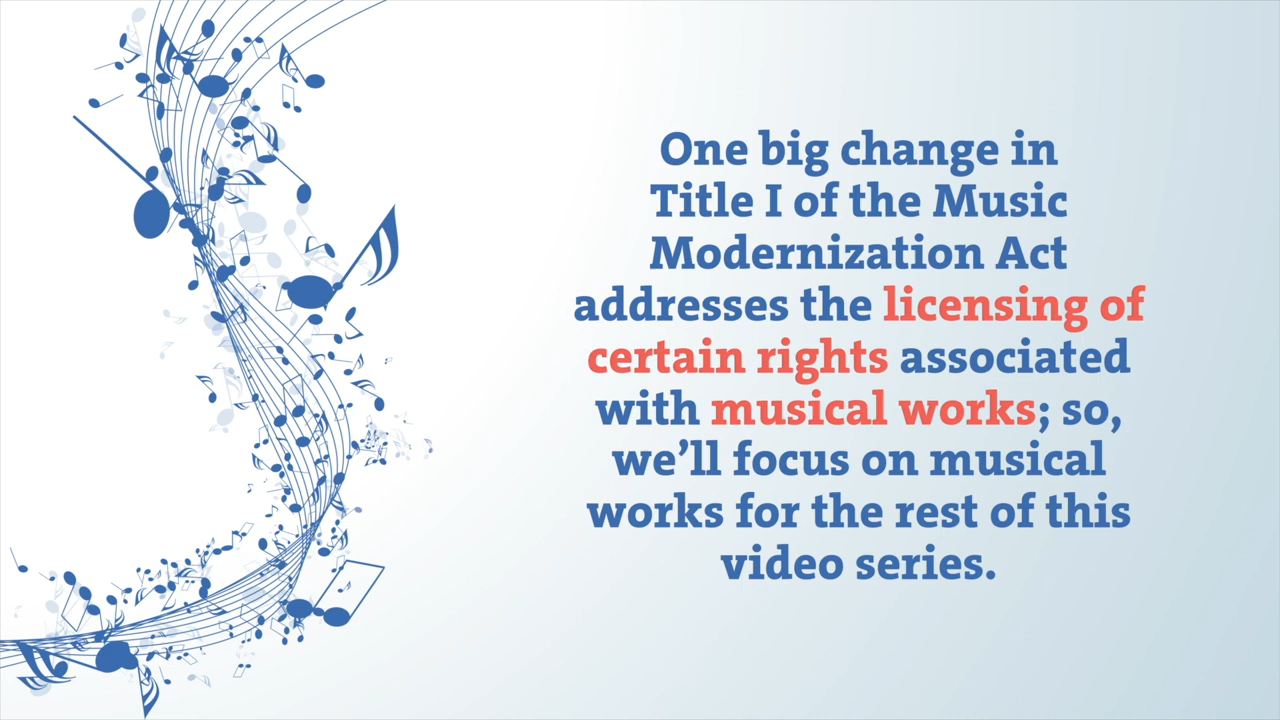 One big change in
Title I of the Music
Modernization Act
addresses the licensing of
certain rights associated
with musical works; so,
we’ll focus on musical
works for the rest of this
video series.